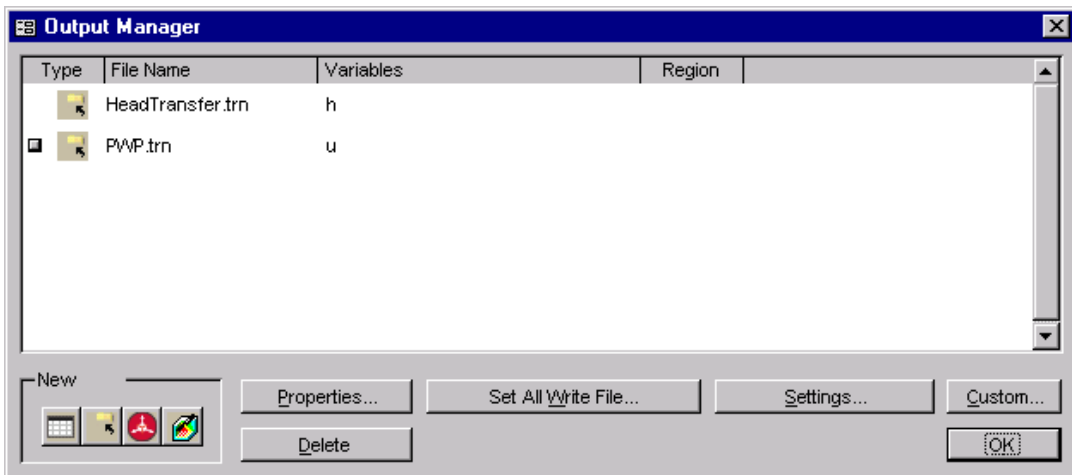 Output Manager
Type File Name Variables Region
HeadTransfer.trn h
PWP.trn u
New
Properties... Set All Write File... Settings... Custom...
Delete OK